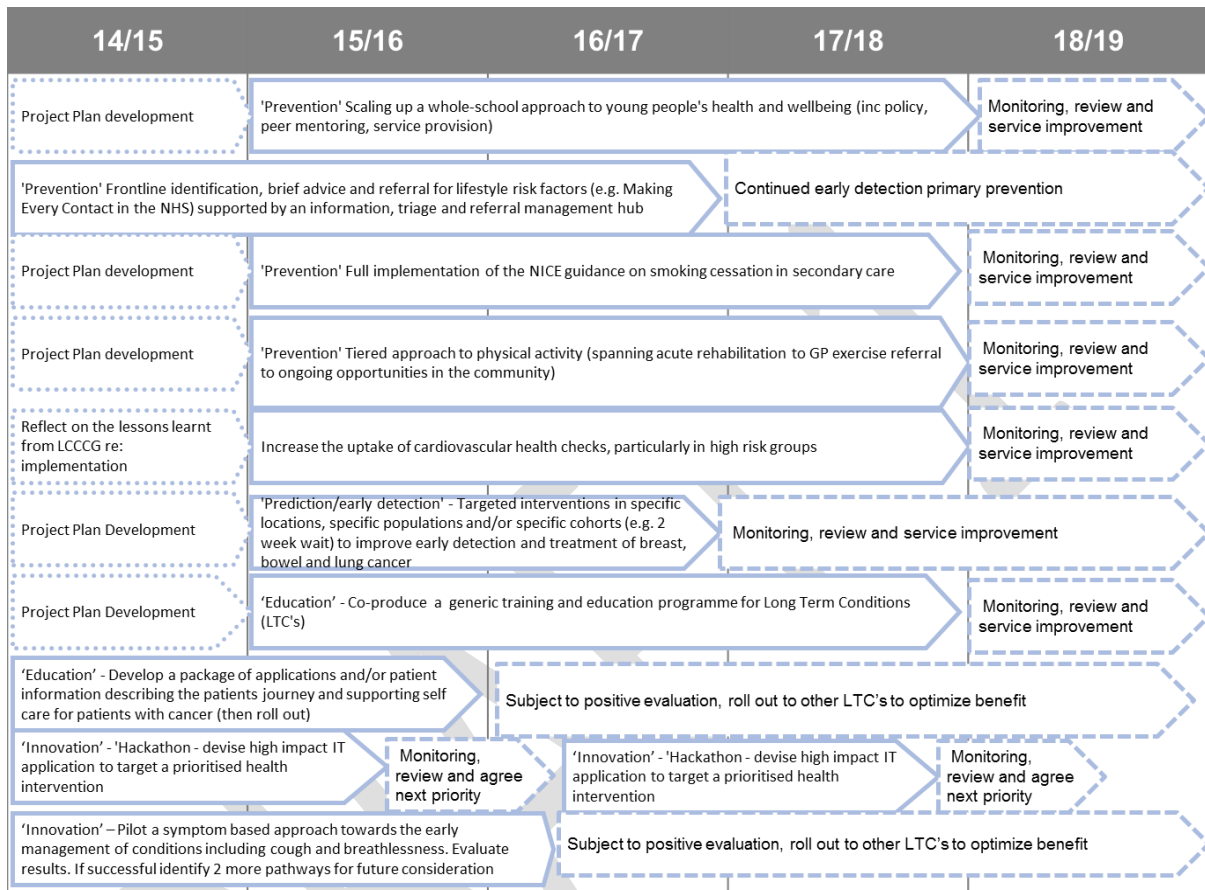 14/15 15/16 16/17 17/18 18/19
Project Plan development
'Prevention' Scaling up a whole-school approach to young people's health and wellbeing (inc policy,
peer mentoring, service provision)
Monitoring, review and
service improvement
'Prevention' Frontline identification, brief advice and referral for lifestyle risk factors (e.g. Making
Every Contact in the NHS) supported by an information, triage and referral management hub
Continued early detection primary prevention
Project Plan development
'Prevention' Full implementation of the NICE guidance on smoking cessation in secondary care
Monitoring, review and
service improvement
Project Plan development
'Prevention' Tiered approach to physical activity (spanning acute rehabilitation to GP exercise referral
to ongoing opportunities in the community)
Monitoring, review and
service improvement
Reflect on the lessons learnt
from LCCCG re:
implementation
Increase the uptake of cardiovascular health checks, particularly in high risk groups
Monitoring, review and
service improvement
Project Plan Development
'Prediction/early detection' - Targeted interventions in specific
locations, specific populations and/or specific cohorts (e.g. 2
week wait) to improve early detection and treatment of breast,
bowel and lung cancer
Monitoring, review and service improvement
Project Plan Development
‘Education’ - Co-produce a generic training and education programme for Long Term Conditions
(LTC's)
Monitoring, review and
service improvement
‘Education’ - Develop a package of applications and/or patient
information describing the patients journey and supporting self
care for patients with cancer (then roll out)
Subject to positive evaluation, roll out to other LTC’s to optimize benefit
‘Innovation’ - 'Hackathon - devise high impact IT
application to target a prioritised health
intervention
Monitoring,
review and agree
next priority
‘Innovation’ - 'Hackathon - devise high impact IT
application to target a prioritised health
intervention
Monitoring,
review and agree
next priority
‘Innovation’ – Pilot a symptom based approach towards the early
management of conditions including cough and breathlessness. Evaluate
results. If successful identify 2 more pathways for future consideration
Subject to positive evaluation, roll out to other LTC’s to optimize benefit